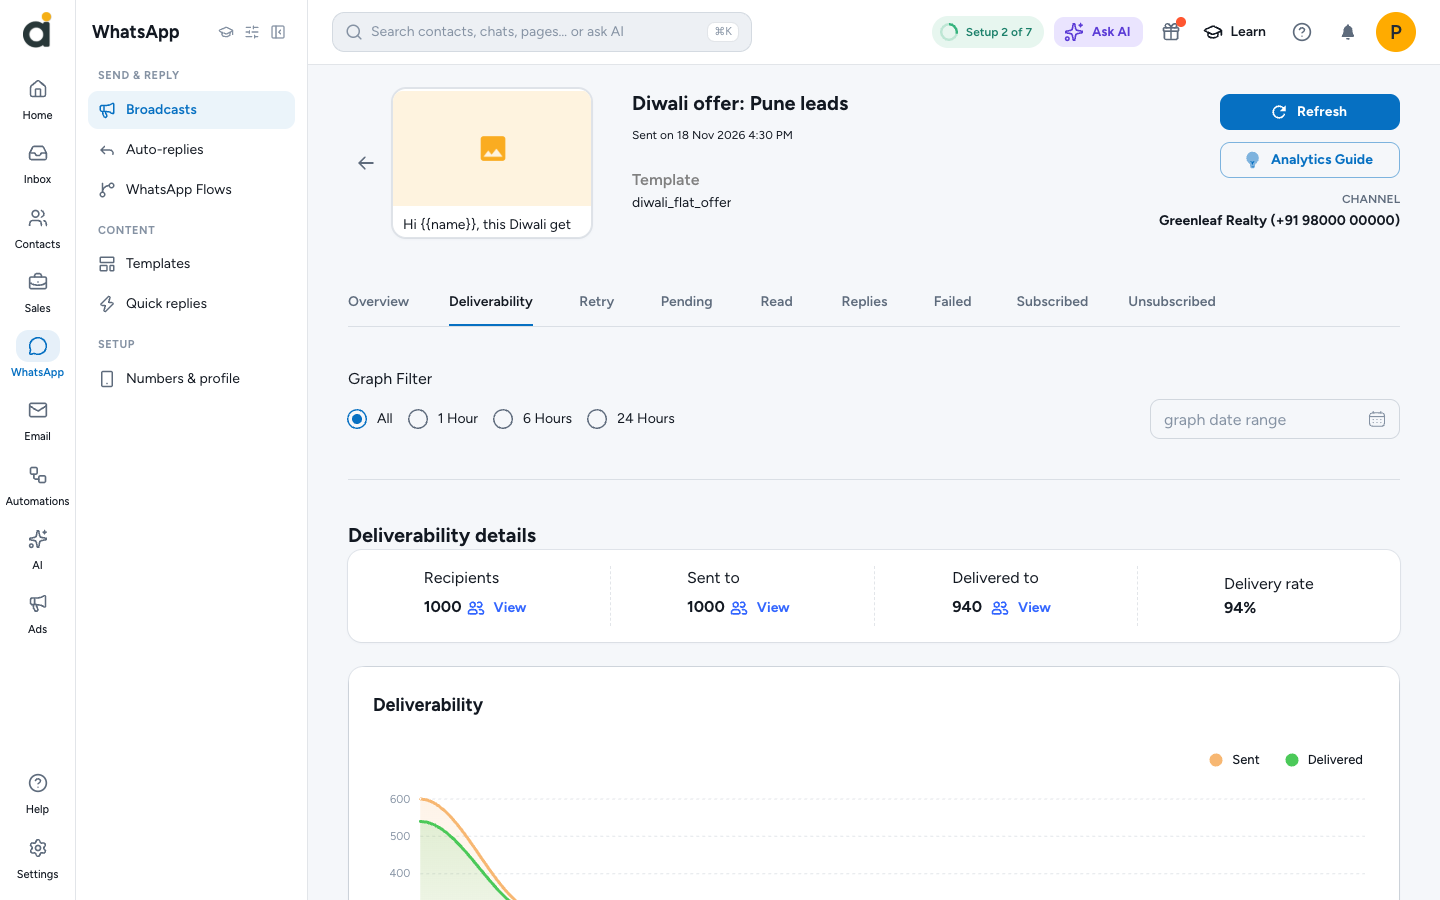 WhatsApp
Search contacts, chats, pages... or ask AI
⌘K
Setup 2 of 7
Ask AI
Learn
P
Home
Inbox
Contacts
Sales
WhatsApp
Email
Automations
AI
Ads
Help
Settings
SEND & REPLY
Broadcasts
Auto-replies
WhatsApp Flows
CONTENT
Templates
Quick replies
SETUP
Numbers & profile
Hi {{name}}, this Diwali get
Diwali offer: Pune leads
Sent on 18 Nov 2026 4:30 PM
Template
diwali_flat_offer
Refresh
Analytics Guide
CHANNEL
Greenleaf Realty (+91 98000 00000)
Overview Deliverability Retry Pending Read Replies Failed Subscribed Unsubscribed
Graph Filter
All 1 Hour 6 Hours 24 Hours
graph date range
Deliverability details
Recipients
1000 View
Sent to
1000 View
Delivered to
940 View
Delivery rate
94%
Deliverability
Sent Delivered
600
500
400